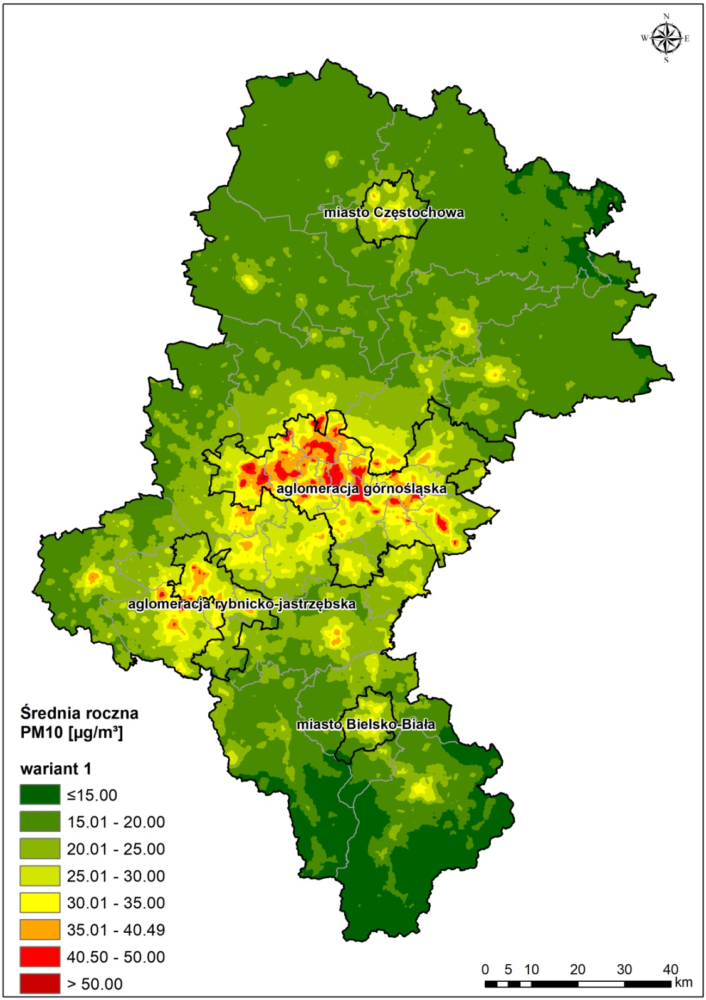 N
W E
S
miasto Częstochowa
aglomeracja górnośląska
aglomeracja rybnicko-jastrzębska
miasto Bielsko-Biała
Średnia roczna
PM10 [µg/m³]
wariant 1
≤15.00
15.01 - 20.00
20.01 - 25.00
25.01 - 30.00
30.01 - 35.00
35.01 - 40.49
40.50 - 50.00
> 50.00
0 5 10 20 30 40
km